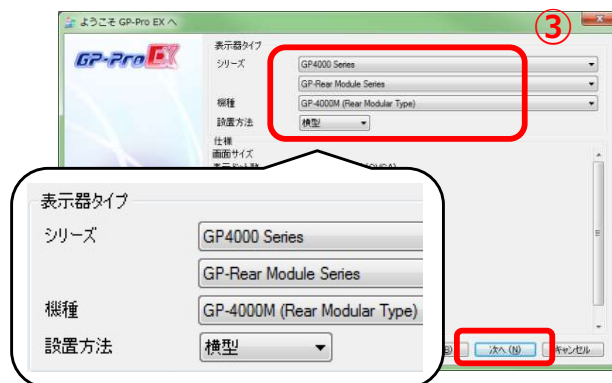 ようこそ GP-Pro EX へ
③
GP-Pro EX
表示器タイプ
シリーズ
GP4000 Series
GP-Rear Module Series
機種
GP-4000M (Rear Modular Type)
設置方法
横型
仕様
画面サイズ
表示器タイプ
シリーズ
GP4000 Series
GP-Rear Module Series
機種
GP-4000M (Rear Modular Type)
設置方法
横型
次へ (N)
キャンセル